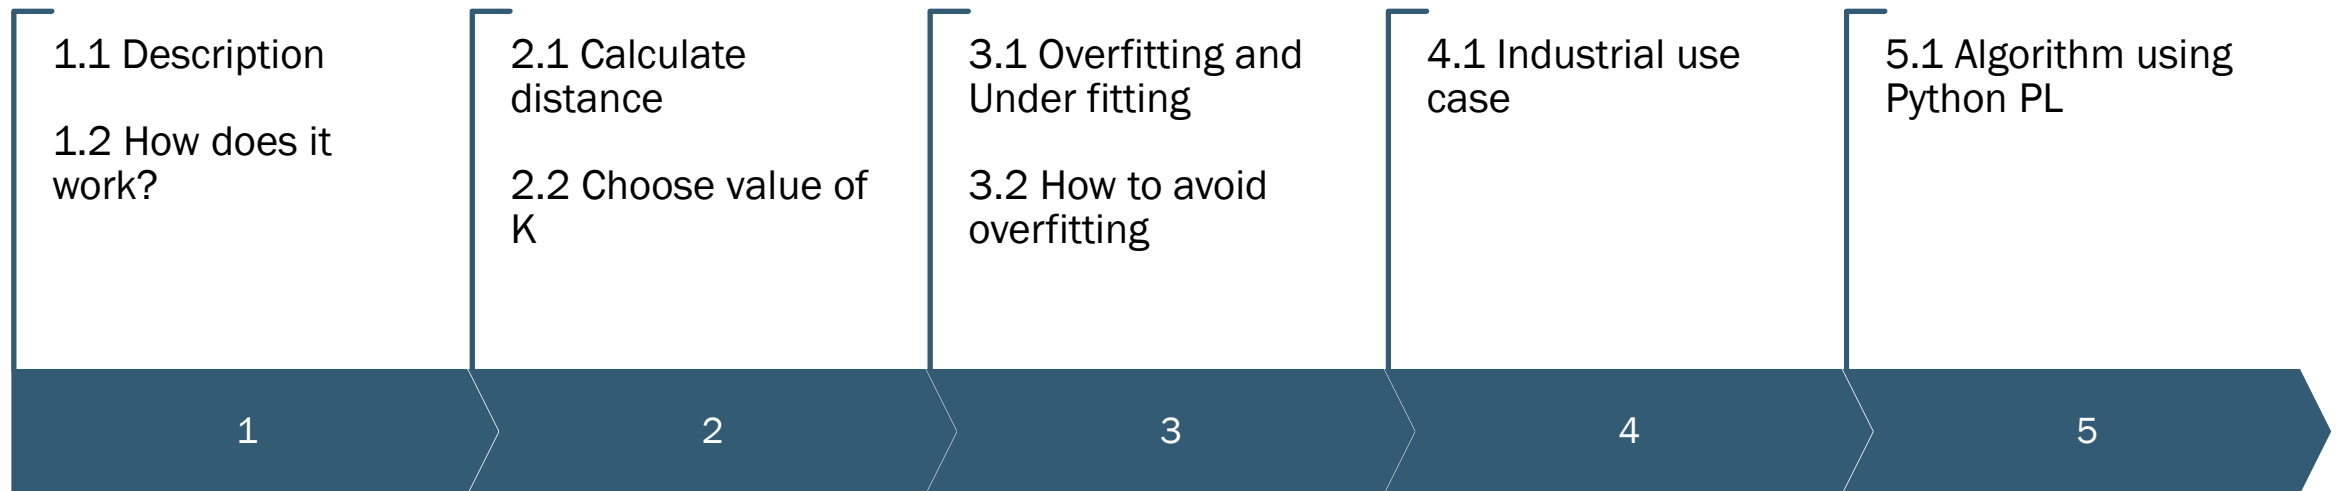 1.1 Description
1.2 How does it
work?
2.1 Calculate
distance
2.2 Choose value of
K
3.1 Overfitting and
Under fitting
3.2 How to avoid
overfitting
4.1 Industrial use
case
5.1 Algorithm using
Python PL
1
2
3
4
5